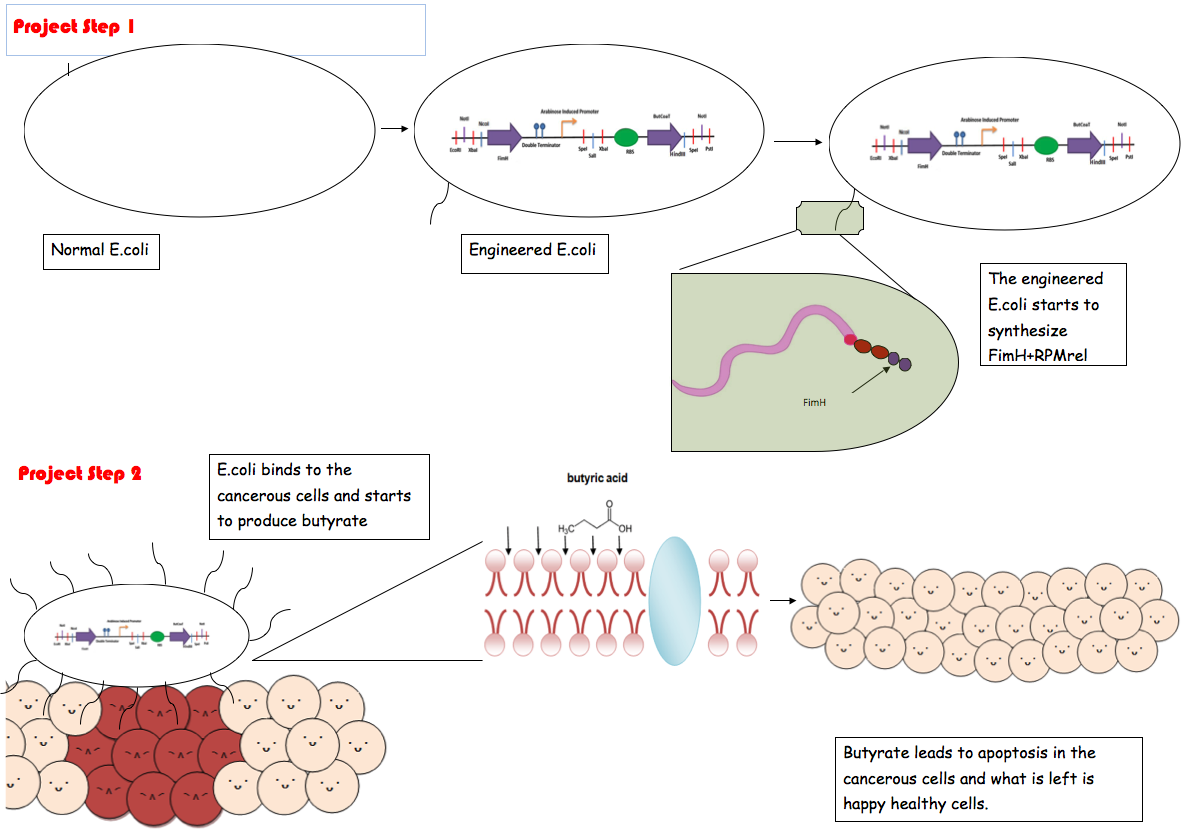 Project Step 1
Arabinose Induced Promoter
NotI
NcoI
ButCoaT
NotI
EcoRI
XbaI
FimH
Double Terminator
SpeI
SalI
XbaI
RBS
HindIII
SpeI
PstI
Arabinose Induced Promoter
NotI
NcoI
ButCoaT
NotI
EcoRI
XbaI
FimH
Double Terminator
SpeI
SalI
XbaI
RBS
HindIII
SpeI
PstI
Normal E.coli
Engineered E.coli
The engineered
E.coli starts to
synthesize
FimH+RPMrel
FimH
Project Step 2
E.coli binds to the
cancerous cells and starts
to produce butyrate
butyric acid
O
H₃C
OH
Arabinose Induced Promoter
Butyrate leads to apoptosis in the
cancerous cells and what is left is
happy healthy cells.